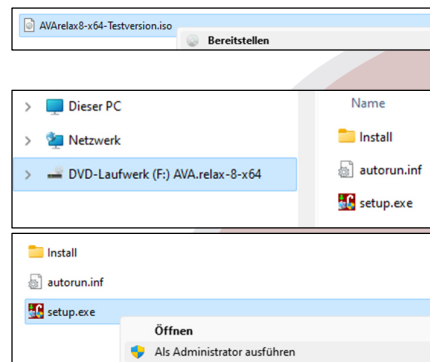 AVArelax8-x64-Testversion.iso
Bereitstellen
Dieser PC
Name
Netzwerk
Install
DVD-Laufwerk (F:) AVA.relax-8-x64
autorun.inf
setup.exe
Install
autorun.inf
setup.exe
Öffnen
Als Administrator ausführen